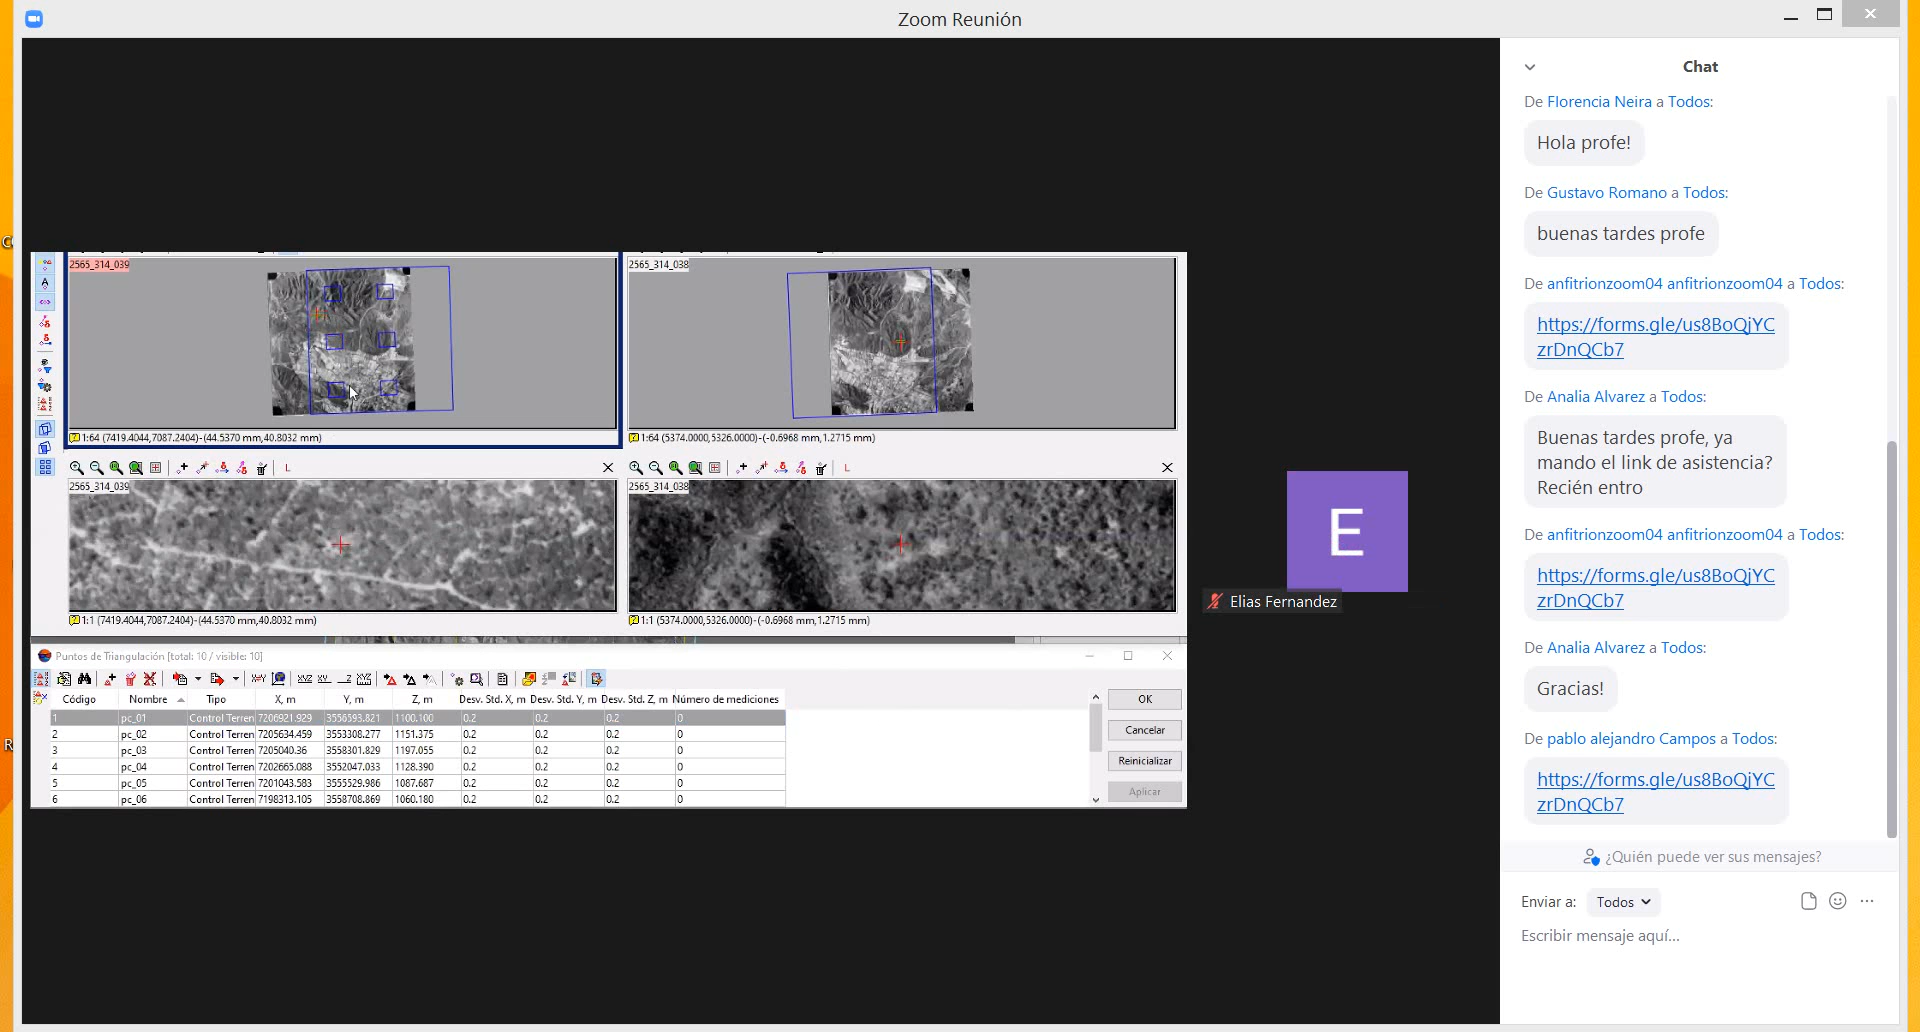 Zoom Reunión
2565_314_039
2565_314_038
1:64 (7419.4044,7087.2404)-(44.5370 mm,40.8032 mm)
1:64 (5374.0000,5326.0000)-(-0.6968 mm,1.2715 mm)
L
L
2565_314_039
2565_314_038
1:1 (7419.4044,7087.2404)-(44.5370 mm,40.8032 mm)
1:1 (5374.0000,5326.0000)-(-0.6968 mm,1.2715 mm)
Puntos de Triangulación [total: 10 / visible: 10]
Código Nombre Tipo X, m Y, m Z, m Desv. Std. X, m Desv. Std. Y, m Desv. Std. Z, m Número de mediciones
1 pc_01 Control Terren 7206921.929 3556593.821 1100.100 0.2 0.2 0.2 0
2 pc_02 Control Terren 7205634.459 3553308.277 1151.375 0.2 0.2 0.2 0
3 pc_03 Control Terren 7205040.36 3558301.829 1197.055 0.2 0.2 0.2 0
4 pc_04 Control Terren 7202665.088 3552047.033 1128.390 0.2 0.2 0.2 0
5 pc_05 Control Terren 7201043.583 3555529.986 1087.687 0.2 0.2 0.2 0
6 pc_06 Control Terren 7198313.105 3558708.869 1060.180 0.2 0.2 0.2 0
OK
Cancelar
Reinicializar
Aplicar
E
Elias Fernandez
Chat
De Florencia Neira a Todos:
Hola profe!
De Gustavo Romano a Todos:
buenas tardes profe
De anfitrionzoom04 anfitrionzoom04 a Todos:
https://forms.gle/us8BoQjYC
zrDnQCb7
De Analia Alvarez a Todos:
Buenas tardes profe, ya
mando el link de asistencia?
Recién entro
De anfitrionzoom04 anfitrionzoom04 a Todos:
https://forms.gle/us8BoQjYC
zrDnQCb7
De Analia Alvarez a Todos:
Gracias!
De pablo alejandro Campos a Todos:
https://forms.gle/us8BoQjYC
zrDnQCb7
¿Quién puede ver sus mensajes?
Enviar a: Todos
Escribir mensaje aquí...